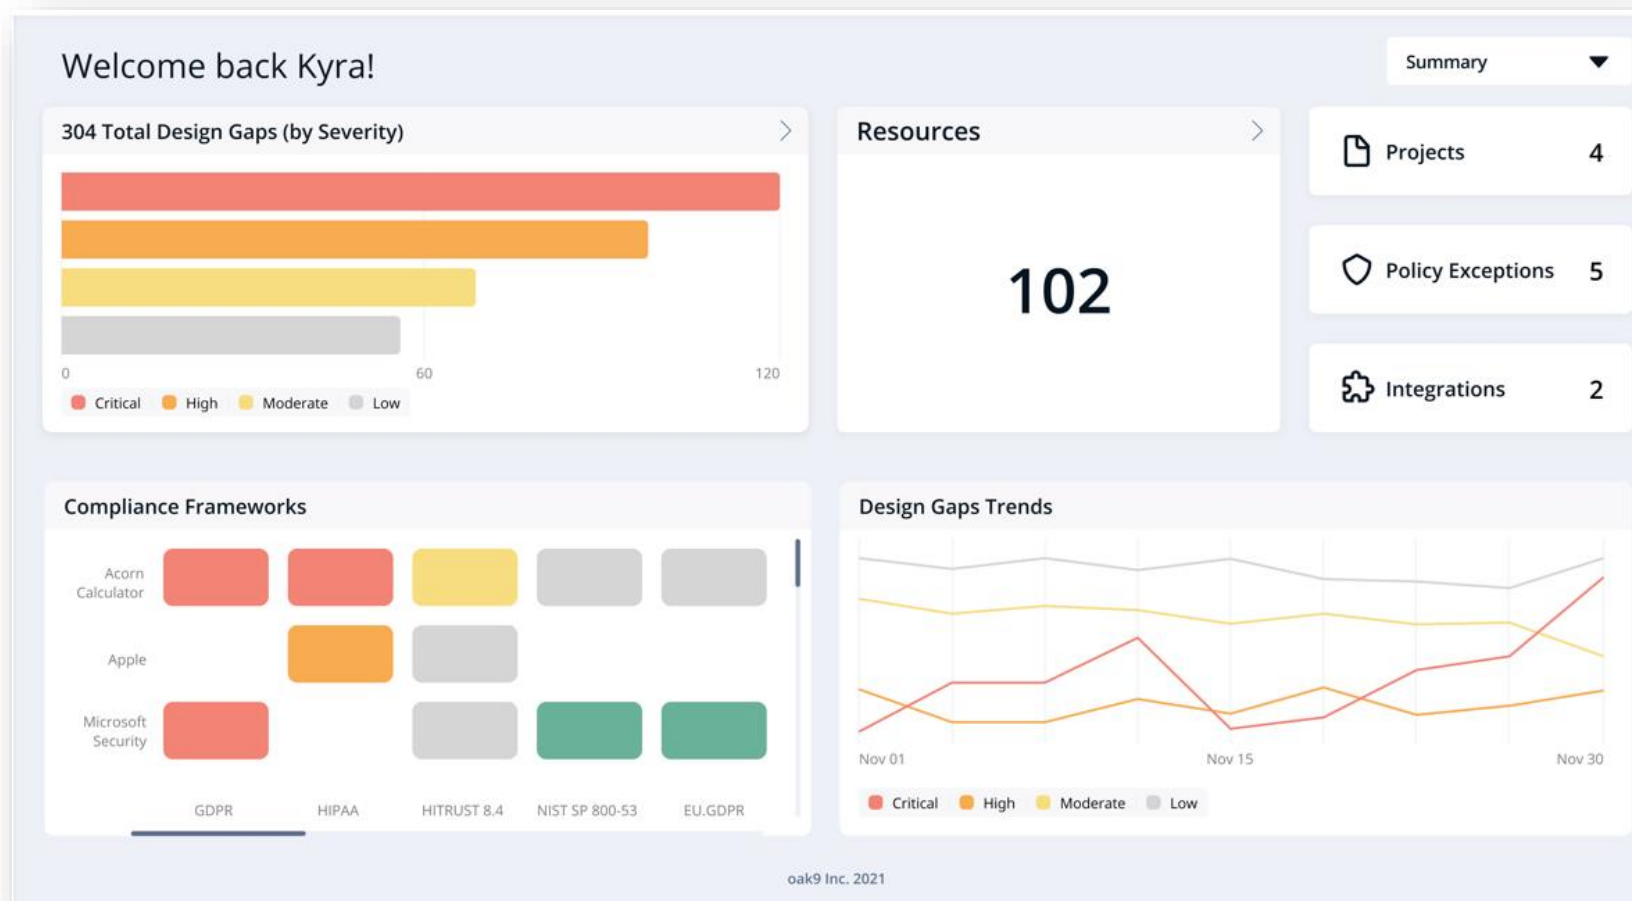 Welcome back Kyra!
Summary
304 Total Design Gaps (by Severity)
0 60 120
Critical High Moderate Low
Resources
102
Projects 4
Policy Exceptions 5
Integrations 2
Compliance Frameworks
Acorn
Calculator
Apple
Microsoft
Security
GDPR HIPAA HITRUST 8.4 NIST SP 800-53 EU.GDPR
Design Gaps Trends
Nov 01 Nov 15 Nov 30
Critical High Moderate Low
oak9 Inc. 2021